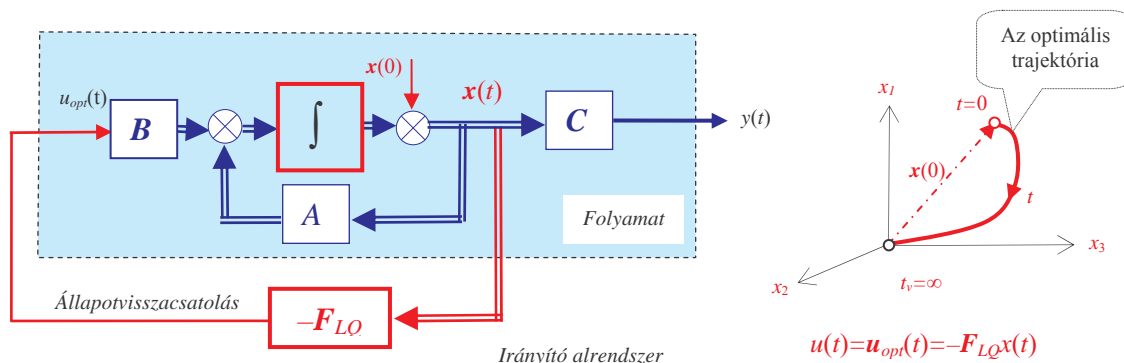 x(0)
u_opt(t)
B
∫
x(t)
C
y(t)
A
Folyamat
Állapotvisszacsatolás
–F_LQ
Irányító alrendszer
Az optimális
trajektória
x_1
t=0
x(0)
t
x_3
x_2
t_v=∞
u(t)=u_opt(t)=–F_LQ x(t)